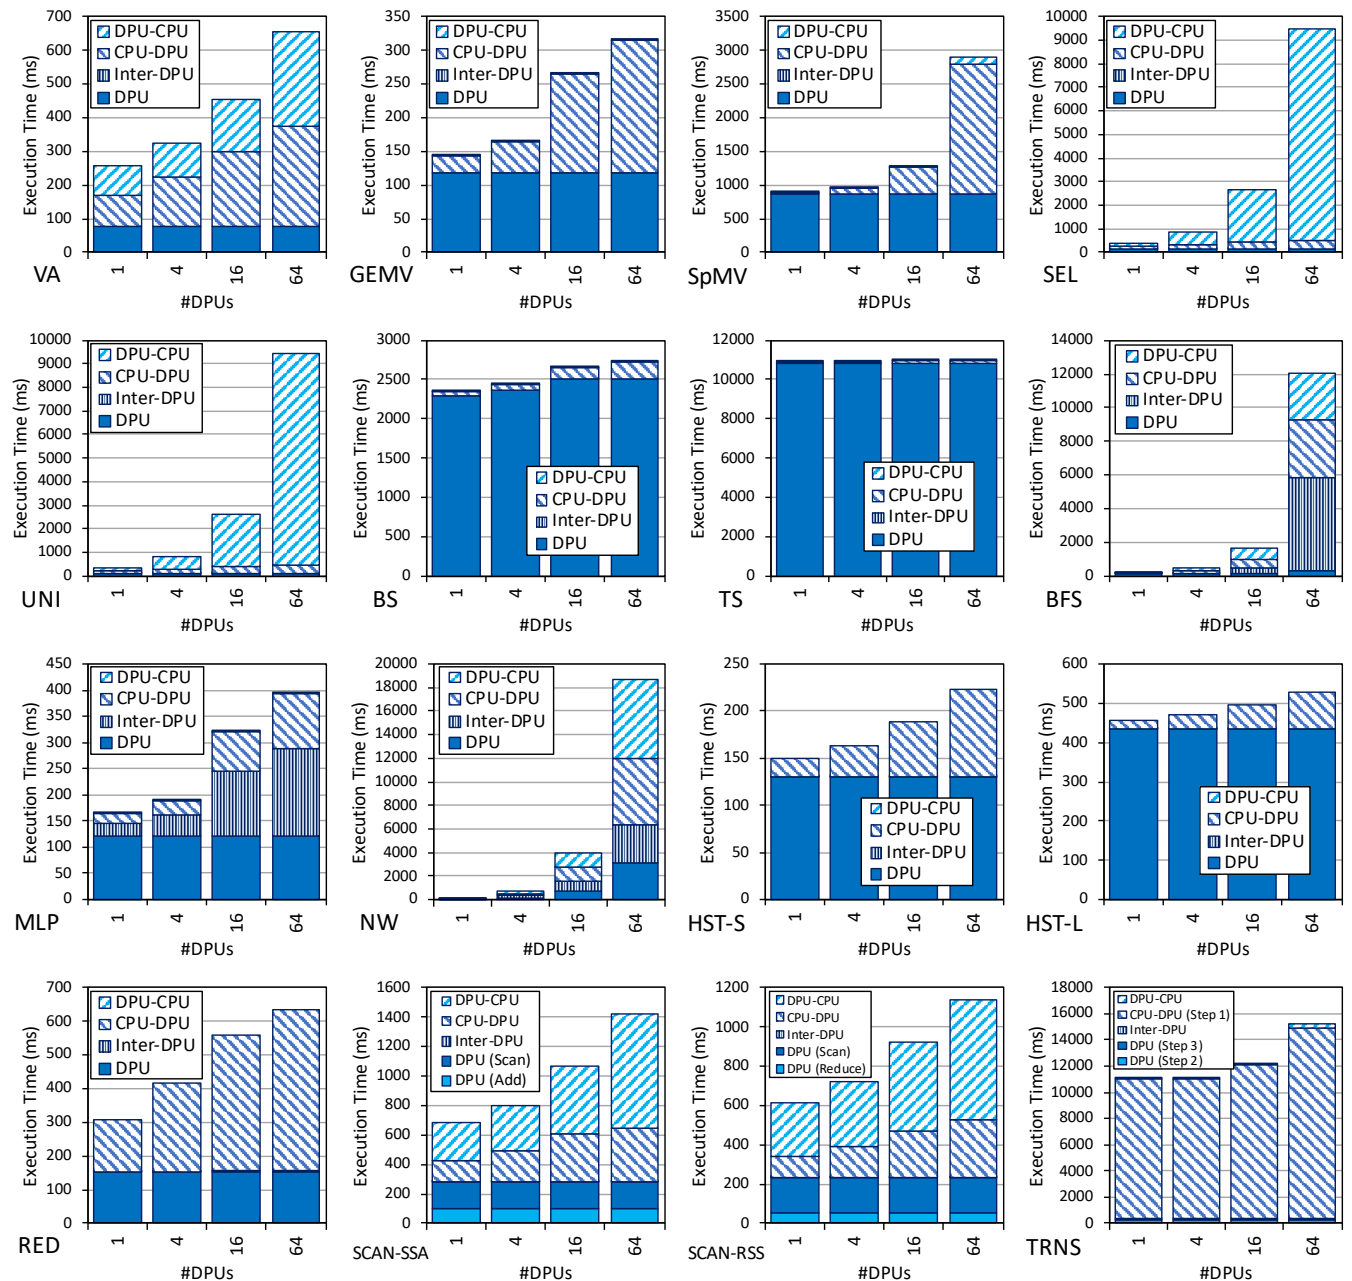 Execution Time (ms)
700
600
500
400
300
200
100
0
DPU-CPU
CPU-DPU
Inter-DPU
DPU
1
4
16
64
VA
#DPUs
Execution Time (ms)
350
300
250
200
150
100
50
0
DPU-CPU
CPU-DPU
Inter-DPU
DPU
1
4
16
64
GEMV
#DPUs
Execution Time (ms)
3500
3000
2500
2000
1500
1000
500
0
DPU-CPU
CPU-DPU
Inter-DPU
DPU
1
4
16
64
SpMV
#DPUs
Execution Time (ms)
10000
9000
8000
7000
6000
5000
4000
3000
2000
1000
0
DPU-CPU
CPU-DPU
Inter-DPU
DPU
1
4
16
64
SEL
#DPUs
Execution Time (ms)
10000
9000
8000
7000
6000
5000
4000
3000
2000
1000
0
DPU-CPU
CPU-DPU
Inter-DPU
DPU
1
4
16
64
UNI
#DPUs
Execution Time (ms)
3000
2500
2000
1500
1000
500
0
DPU-CPU
CPU-DPU
Inter-DPU
DPU
1
4
16
64
BS
#DPUs
Execution Time (ms)
12000
10000
8000
6000
4000
2000
0
DPU-CPU
CPU-DPU
Inter-DPU
DPU
1
4
16
64
TS
#DPUs
Execution Time (ms)
14000
12000
10000
8000
6000
4000
2000
0
DPU-CPU
CPU-DPU
Inter-DPU
DPU
1
4
16
64
BFS
#DPUs
Execution Time (ms)
450
400
350
300
250
200
150
100
50
0
DPU-CPU
CPU-DPU
Inter-DPU
DPU
1
4
16
64
MLP
#DPUs
Execution Time (ms)
20000
18000
16000
14000
12000
10000
8000
6000
4000
2000
0
DPU-CPU
CPU-DPU
Inter-DPU
DPU
1
4
16
64
NW
#DPUs
Execution Time (ms)
250
200
150
100
50
0
DPU-CPU
CPU-DPU
Inter-DPU
DPU
1
4
16
64
HST-S
#DPUs
Execution Time (ms)
600
500
400
300
200
100
0
DPU-CPU
CPU-DPU
Inter-DPU
DPU
1
4
16
64
HST-L
#DPUs
Execution Time (ms)
700
600
500
400
300
200
100
0
DPU-CPU
CPU-DPU
Inter-DPU
DPU
1
4
16
64
RED
#DPUs
Execution Time (ms)
1600
1400
1200
1000
800
600
400
200
0
DPU-CPU
CPU-DPU
Inter-DPU
DPU (Scan)
DPU (Add)
1
4
16
64
SCAN-SSA
#DPUs
Execution Time (ms)
1200
1000
800
600
400
200
0
DPU-CPU
CPU-DPU
Inter-DPU
DPU (Scan)
DPU (Reduce)
1
4
16
64
SCAN-RSS
#DPUs
Execution Time (ms)
18000
16000
14000
12000
10000
8000
6000
4000
2000
0
DPU-CPU
CPU-DPU (Step 1)
Inter-DPU
DPU (Step 3)
DPU (Step 2)
1
4
16
64
TRNS
#DPUs